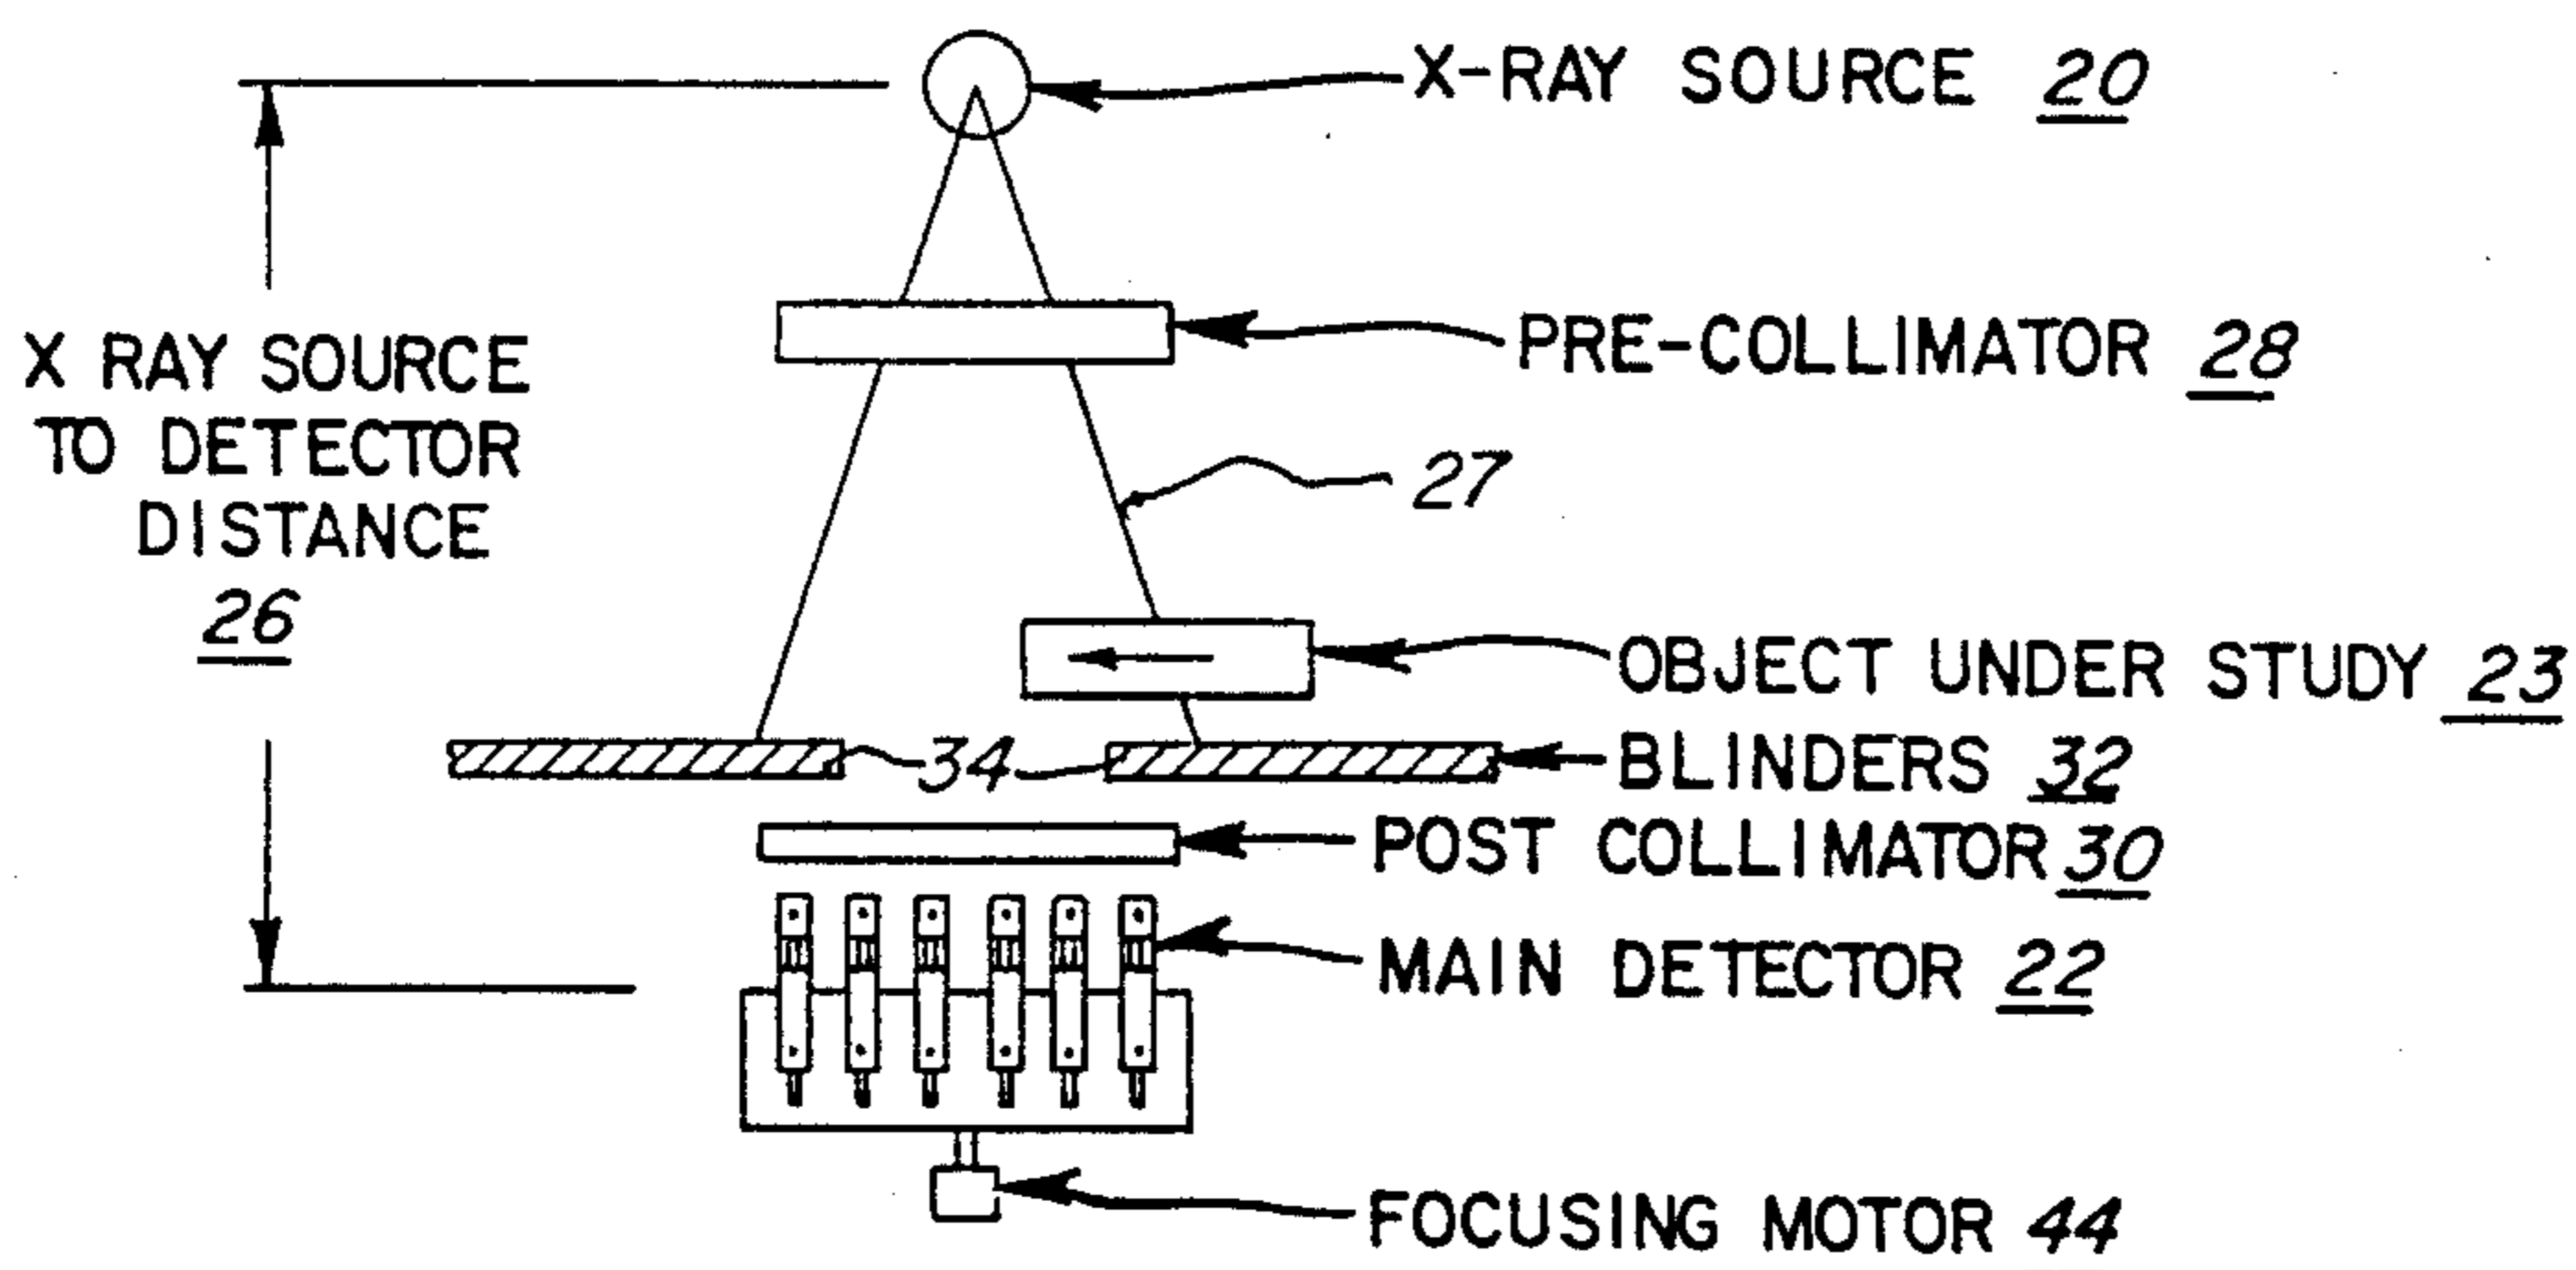 X-RAY SOURCE 20
PRE-COLLIMATOR 28
X RAY SOURCE
TO DETECTOR
DISTANCE
26
27
OBJECT UNDER STUDY 23
34
BLINDERS 32
POST COLLIMATOR 30
MAIN DETECTOR 22
FOCUSING MOTOR 44